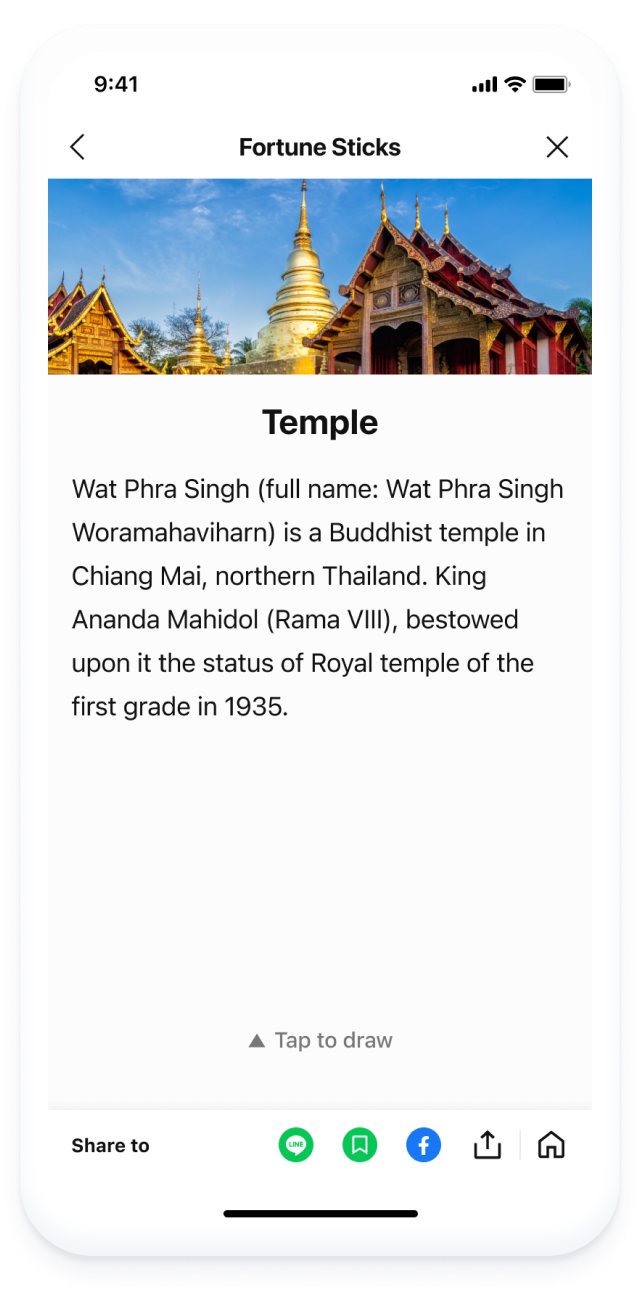 9:41
Fortune Sticks
Temple
Wat Phra Singh (full name: Wat Phra Singh
Woramahaviharn) is a Buddhist temple in
Chiang Mai, northern Thailand. King
Ananda Mahidol (Rama VIII), bestowed
upon it the status of Royal temple of the
first grade in 1935.
▲ Tap to draw
Share to
LINE